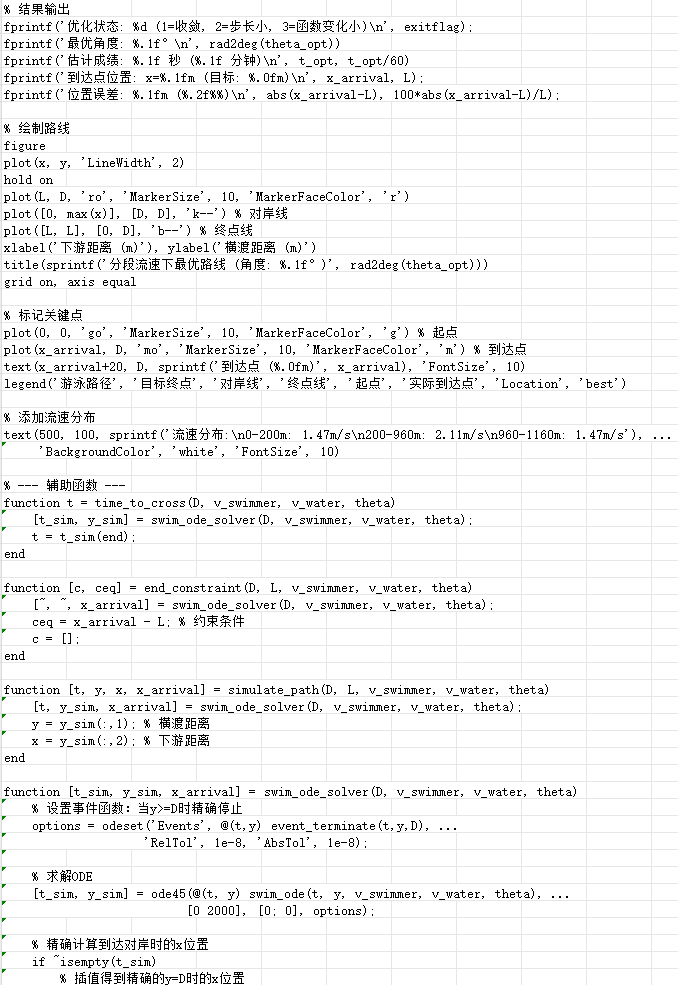 % 结果输出
fprintf('优化状态: %d (1=收敛, 2=步长小, 3=函数变化小)\n', exitflag);
fprintf('最优角度: %.1f°\n', rad2deg(theta_opt))
fprintf('估计成绩: %.1f 秒 (%.1f 分钟)\n', t_opt, t_opt/60)
fprintf('到达点位置: x=%.1fm (目标: %.0fm)\n', x_arrival, L);
fprintf('位置误差: %.1fm (%.2f%%)\n', abs(x_arrival-L), 100*abs(x_arrival-L)/L);

% 绘制路线
figure
plot(x, y, 'LineWidth', 2)
hold on
plot(L, D, 'ro', 'MarkerSize', 10, 'MarkerFaceColor', 'r')
plot([0, max(x)], [D, D], 'k--') % 对岸线
plot([L, L], [0, D], 'b--') % 终点线
xlabel('下游距离 (m)'), ylabel('横渡距离 (m)')
title(sprintf('分段流速下最优路线 (角度: %.1f°)', rad2deg(theta_opt)))
grid on, axis equal

% 标记关键点
plot(0, 0, 'go', 'MarkerSize', 10, 'MarkerFaceColor', 'g') % 起点
plot(x_arrival, D, 'mo', 'MarkerSize', 10, 'MarkerFaceColor', 'm') % 到达点
text(x_arrival+20, D, sprintf('到达点 (%.0fm)', x_arrival), 'FontSize', 10)
legend('游泳路径', '目标终点', '对岸线', '终点线', '起点', '实际到达点', 'Location', 'best')

% 添加流速分布
text(500, 100, sprintf('流速分布:\n0-200m: 1.47m/s\n200-960m: 2.11m/s\n960-1160m: 1.47m/s'), ...
     'BackgroundColor', 'white', 'FontSize', 10)

% --- 辅助函数 ---
function t = time_to_cross(D, v_swimmer, v_water, theta)
    [t_sim, y_sim] = swim_ode_solver(D, v_swimmer, v_water, theta);
    t = t_sim(end);
end

function [c, ceq] = end_constraint(D, L, v_swimmer, v_water, theta)
    [~, ~, x_arrival] = swim_ode_solver(D, v_swimmer, v_water, theta);
    ceq = x_arrival - L; % 约束条件
    c = [];
end

function [t, y, x, x_arrival] = simulate_path(D, L, v_swimmer, v_water, theta)
    [t, y_sim, x_arrival] = swim_ode_solver(D, v_swimmer, v_water, theta);
    y = y_sim(:,1); % 横渡距离
    x = y_sim(:,2); % 下游距离
end

function [t_sim, y_sim, x_arrival] = swim_ode_solver(D, v_swimmer, v_water, theta)
    % 设置事件函数：当y>=D时精确停止
    options = odeset('Events', @(t,y) event_terminate(t,y,D), ...
                    'RelTol', 1e-8, 'AbsTol', 1e-8);

    % 求解ODE
    [t_sim, y_sim] = ode45(@(t, y) swim_ode(t, y, v_swimmer, v_water, theta), ...
                          [0 2000], [0; 0], options);

    % 精确计算到达对岸时的x位置
    if ~isempty(t_sim)
        % 插值得到精确的y=D时的x位置